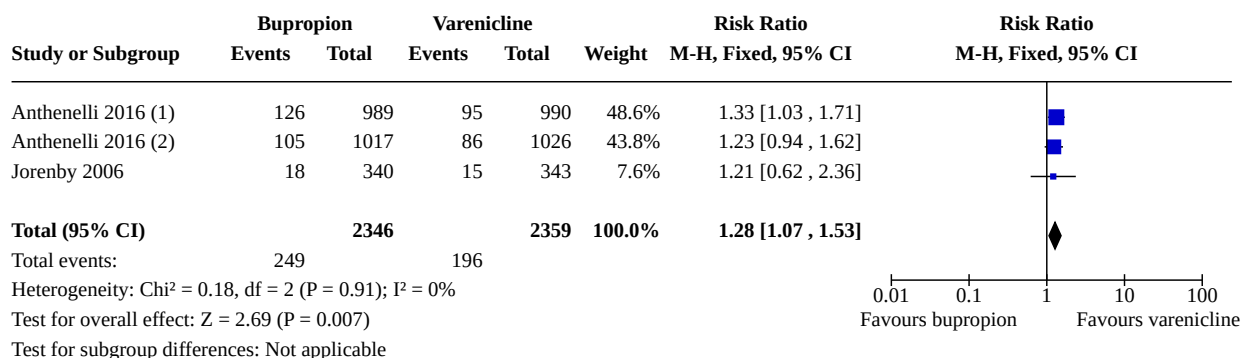 Bupropion Varenicline Risk Ratio Risk Ratio
Study or Subgroup Events Total Events Total Weight M-H, Fixed, 95% CI M-H, Fixed, 95% CI
Anthenelli 2016 (1) 126 989 95 990 48.6% 1.33 [1.03 , 1.71]
Anthenelli 2016 (2) 105 1017 86 1026 43.8% 1.23 [0.94 , 1.62]
Jorenby 2006 18 340 15 343 7.6% 1.21 [0.62 , 2.36]
Total (95% CI) 2346 2359 100.0% 1.28 [1.07 , 1.53]
Total events: 249 196
Heterogeneity: Chi² = 0.18, df = 2 (P = 0.91); I² = 0%
0.01 0.1 1 10 100
Test for overall effect: Z = 2.69 (P = 0.007)
Favours bupropion Favours varenicline
Test for subgroup differences: Not applicable